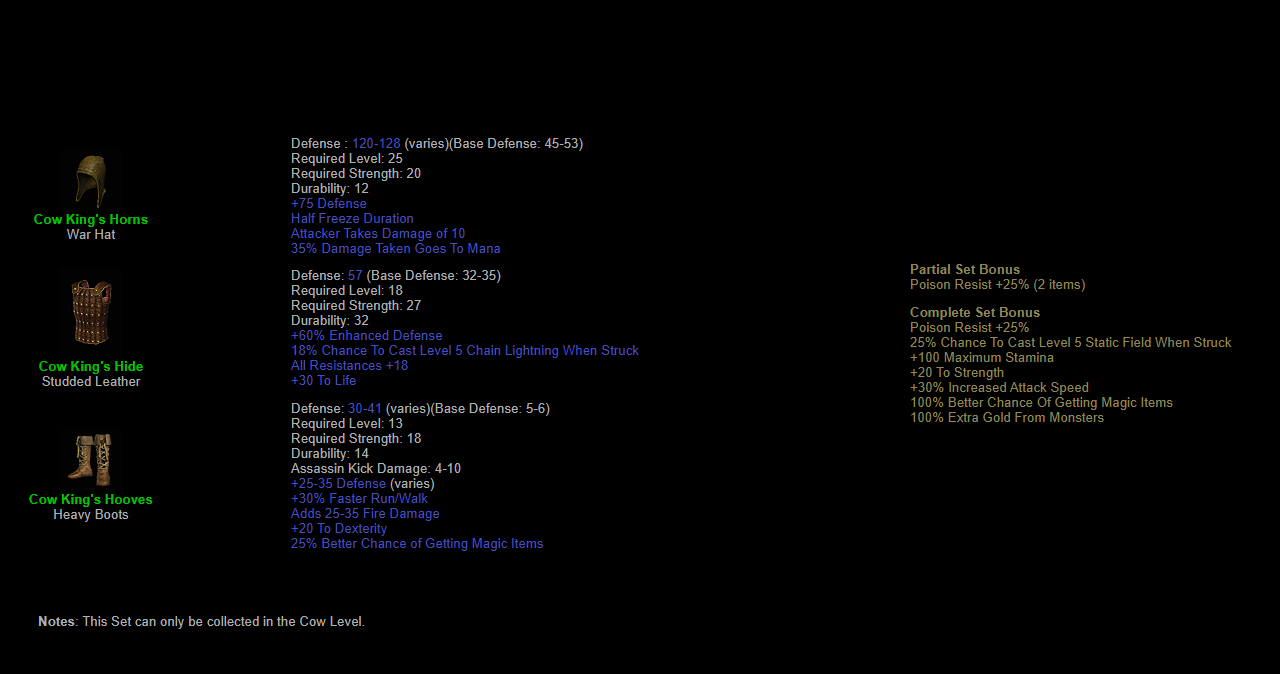 Cow King's Horns
War Hat
Defense : 120-128 (varies)(Base Defense: 45-53)
Required Level: 25
Required Strength: 20
Durability: 12
+75 Defense
Half Freeze Duration
Attacker Takes Damage of 10
35% Damage Taken Goes To Mana
Cow King's Hide
Studded Leather
Defense: 57 (Base Defense: 32-35)
Required Level: 18
Required Strength: 27
Durability: 32
+60% Enhanced Defense
18% Chance To Cast Level 5 Chain Lightning When Struck
All Resistances +18
+30 To Life
Cow King's Hooves
Heavy Boots
Defense: 30-41 (varies)(Base Defense: 5-6)
Required Level: 13
Required Strength: 18
Durability: 14
Assassin Kick Damage: 4-10
+25-35 Defense (varies)
+30% Faster Run/Walk
Adds 25-35 Fire Damage
+20 To Dexterity
25% Better Chance of Getting Magic Items
Partial Set Bonus
Poison Resist +25% (2 items)
Complete Set Bonus
Poison Resist +25%
25% Chance To Cast Level 5 Static Field When Struck
+100 Maximum Stamina
+20 To Strength
+30% Increased Attack Speed
100% Better Chance Of Getting Magic Items
100% Extra Gold From Monsters
Notes: This Set can only be collected in the Cow Level.